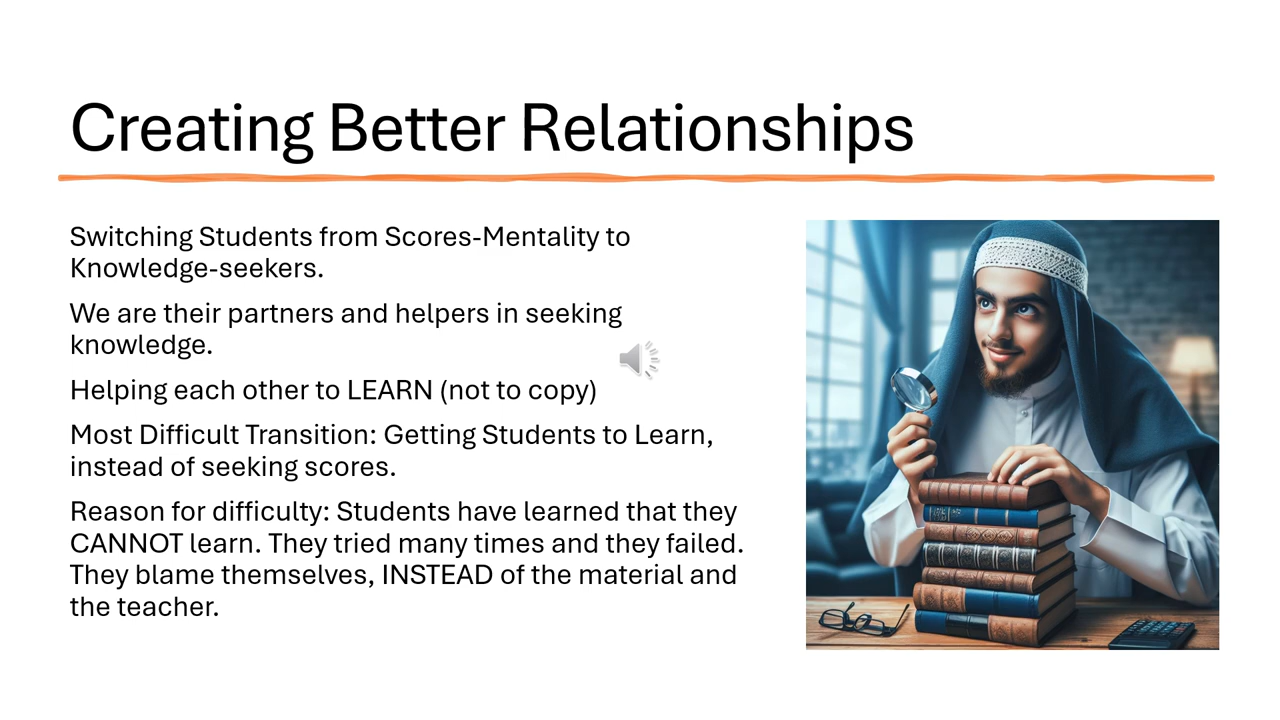 Creating Better Relationships
Switching Students from Scores-Mentality to
Knowledge-seekers.
We are their partners and helpers in seeking
knowledge.
Helping each other to LEARN (not to copy)
Most Difficult Transition: Getting Students to Learn,
instead of seeking scores.
Reason for difficulty: Students have learned that they
CANNOT learn. They tried many times and they failed.
They blame themselves, INSTEAD of the material and
the teacher.